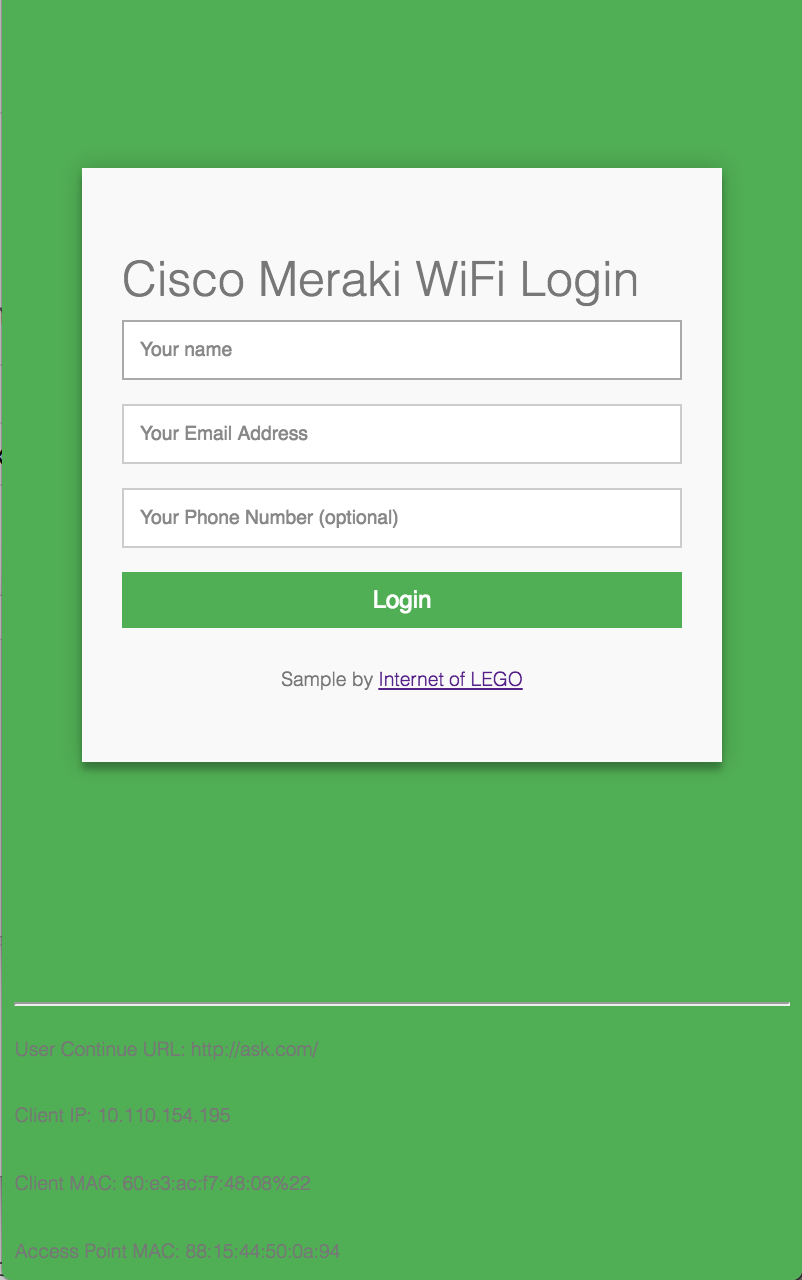 Cisco Meraki WiFi Login
Your name
Your Email Address
Your Phone Number (optional)
Login
Sample by Internet of LEGO
User Continue URL: http://ask.com/
Client IP: 10.110.154.195
Client MAC: 60:e3:ac:f7:48:08%22
Access Point MAC: 88:15:44:50:0a:94